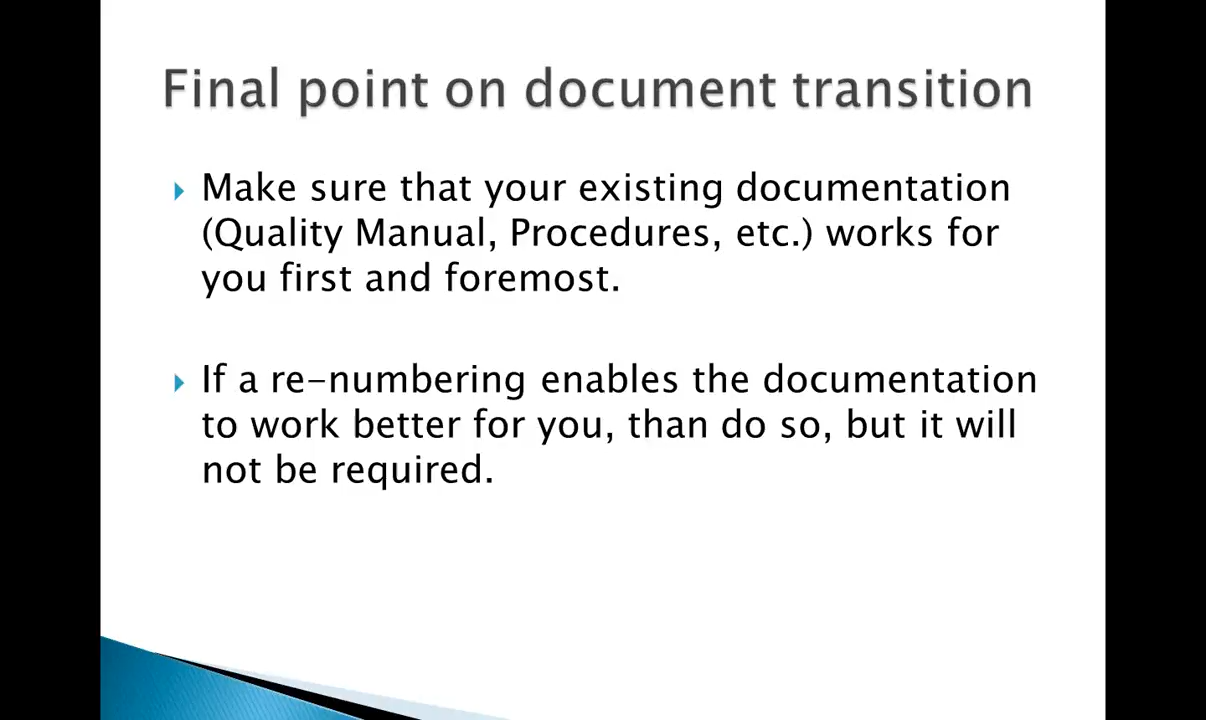 Final point on document transition
Make sure that your existing documentation
(Quality Manual, Procedures, etc.) works for
you first and foremost.
If a re-numbering enables the documentation
to work better for you, than do so, but it will
not be required.